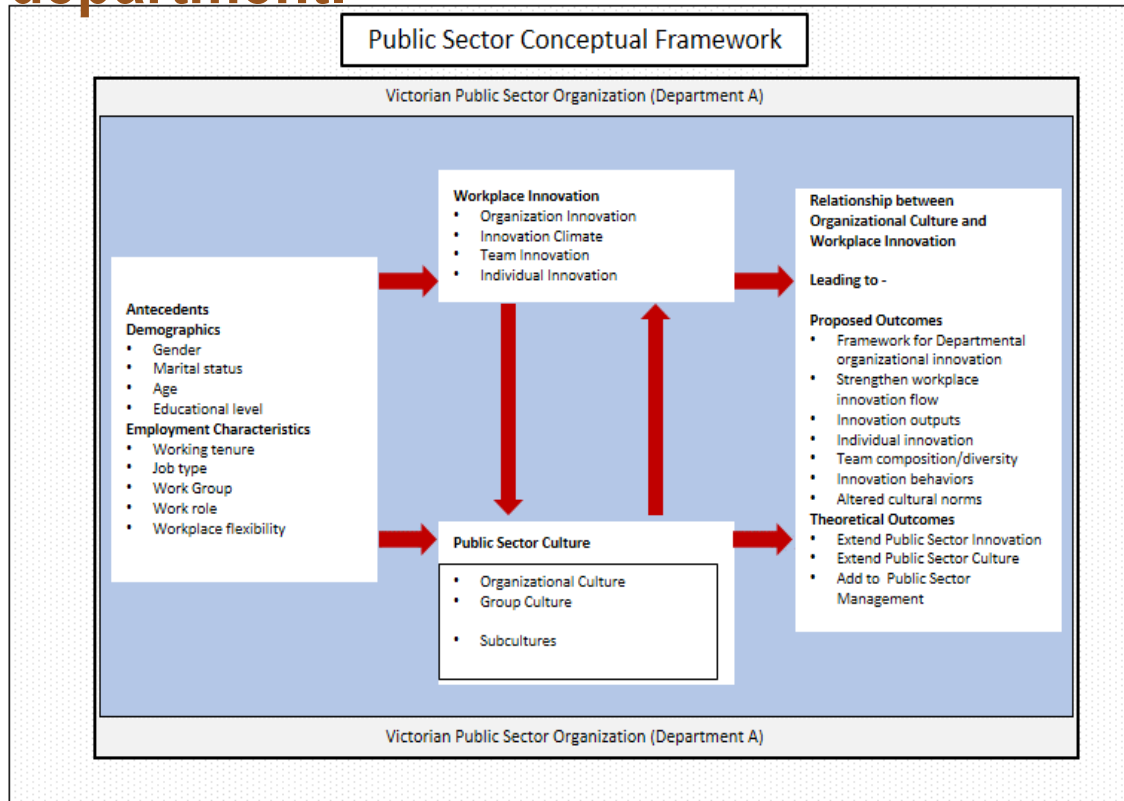 department.
Public Sector Conceptual Framework
Victorian Public Sector Organization (Department A)
Antecedents
Demographics
• Gender
• Marital status
• Age
• Educational level
Employment Characteristics
• Working tenure
• Job type
• Work Group
• Work role
• Workplace flexibility
Workplace Innovation
• Organization Innovation
• Innovation Climate
• Team Innovation
• Individual Innovation
Public Sector Culture
• Organizational Culture
• Group Culture
• Subcultures
Relationship between
Organizational Culture and
Workplace Innovation
Leading to -
Proposed Outcomes
• Framework for Departmental
organizational innovation
• Strengthen workplace
innovation flow
• Innovation outputs
• Individual innovation
• Team composition/diversity
• Innovation behaviors
• Altered cultural norms
Theoretical Outcomes
• Extend Public Sector Innovation
• Extend Public Sector Culture
• Add to Public Sector
Management
Victorian Public Sector Organization (Department A)